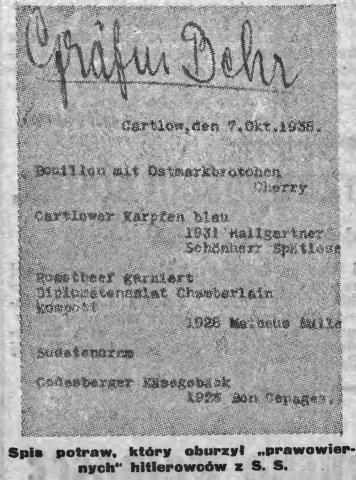 Gräfin Behr
Cartlow, den 7.Okt.1938.
Bouillon mit Ostmarkbrötchen
Cherry
Cartlower Karpfen blau
1931 Hallgartner
Schönherr Spätlese
Roastbeef garniert
Diplomatensalat Chamberlain
Kompott
1928
Sudeten
Godesberger Käsegebäck
1926 Bon Cepages,
Spis potraw, który oburzył „prawowier-
nych" hitlerowców z S. S.